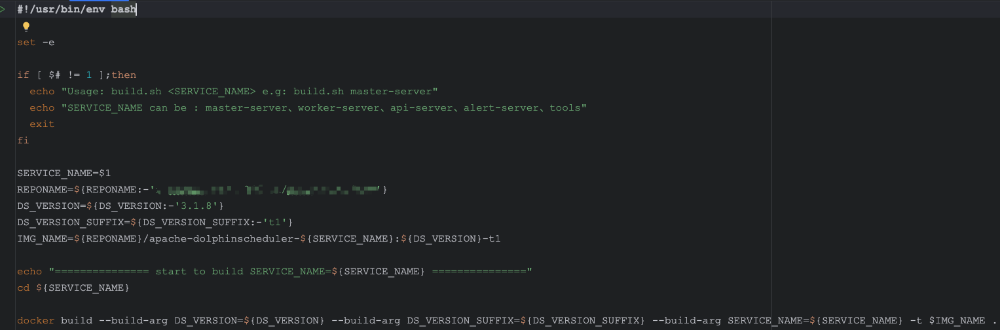 #!/usr/bin/env bash
set -e
if [ $# != 1 ];then
  echo "Usage: build.sh <SERVICE_NAME> e.g: build.sh master-server"
  echo "SERVICE_NAME can be : master-server、worker-server、api-server、alert-server、tools"
  exit
fi
SERVICE_NAME=$1
REPONAME=${REPONAME:-' / '}
DS_VERSION=${DS_VERSION:-'3.1.8'}
DS_VERSION_SUFFIX=${DS_VERSION_SUFFIX:-'t1'}
IMG_NAME=${REPONAME}/apache-dolphinscheduler-${SERVICE_NAME}:${DS_VERSION}-t1
echo "=============== start to build SERVICE_NAME=${SERVICE_NAME} ==============="
cd ${SERVICE_NAME}
docker build --build-arg DS_VERSION=${DS_VERSION} --build-arg DS_VERSION_SUFFIX=${DS_VERSION_SUFFIX} --build-arg SERVICE_NAME=${SERVICE_NAME} -t $IMG_NAME .